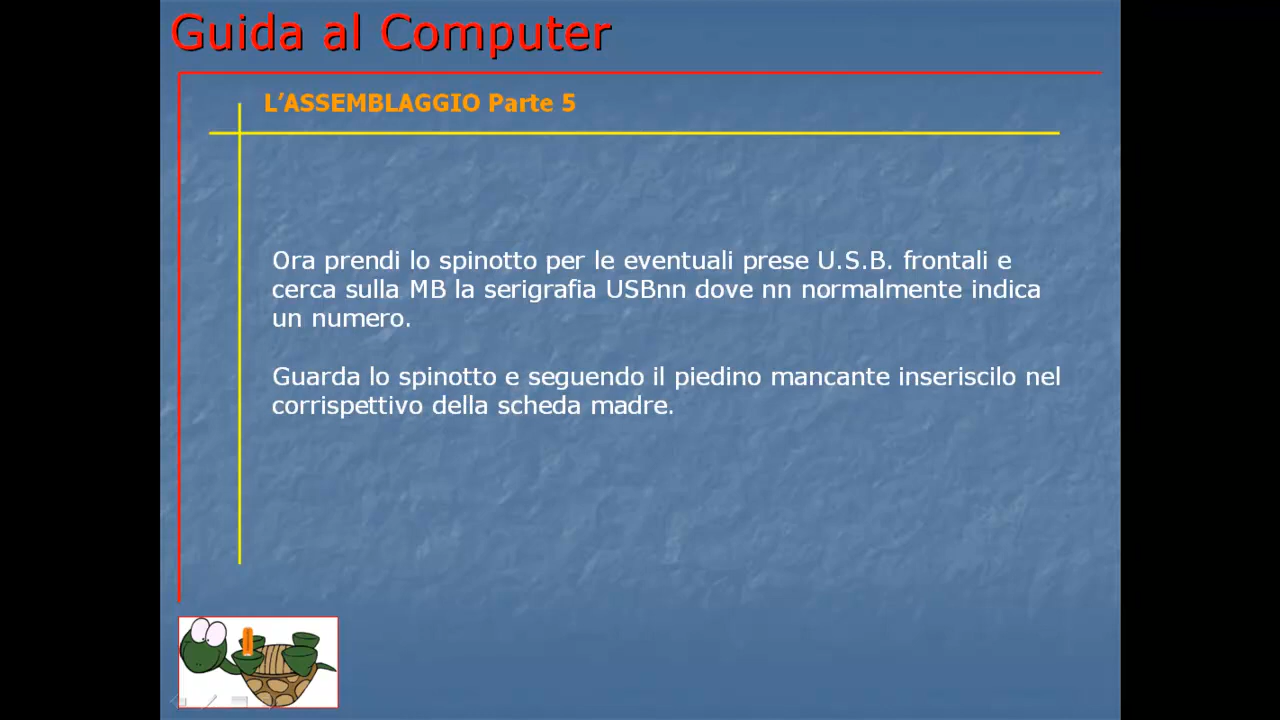 Guida al Computer
L’ASSEMBLAGGIO Parte 5
Ora prendi lo spinotto per le eventuali prese U.S.B. frontali e
cerca sulla MB la serigrafia USBnn dove nn normalmente indica
un numero.
Guarda lo spinotto e seguendo il piedino mancante inseriscilo nel
corrispettivo della scheda madre.